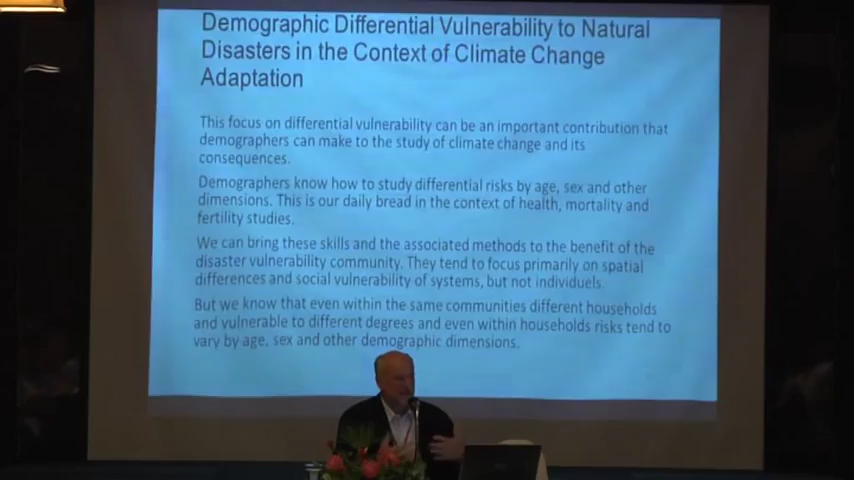 Demographic Differential Vulnerability to Natural
Disasters in the Context of Climate Change
Adaptation
This focus on differential vulnerability can be an important contribution that
demographers can make to the study of climate change and its
consequences.
Demographers know how to study differential risks by age, sex and other
dimensions. This is our daily bread in the context of health, mortality and
fertility studies.
We can bring these skills and the associated methods to the benefit of the
disaster vulnerability community. They tend to focus primarily on spatial
differences and social vulnerability of systems, but not individuels.
But we know that even within the same communities different households
and vulnerable to different degrees and even within households risks tend to
vary by age, sex and other demographic dimensions.